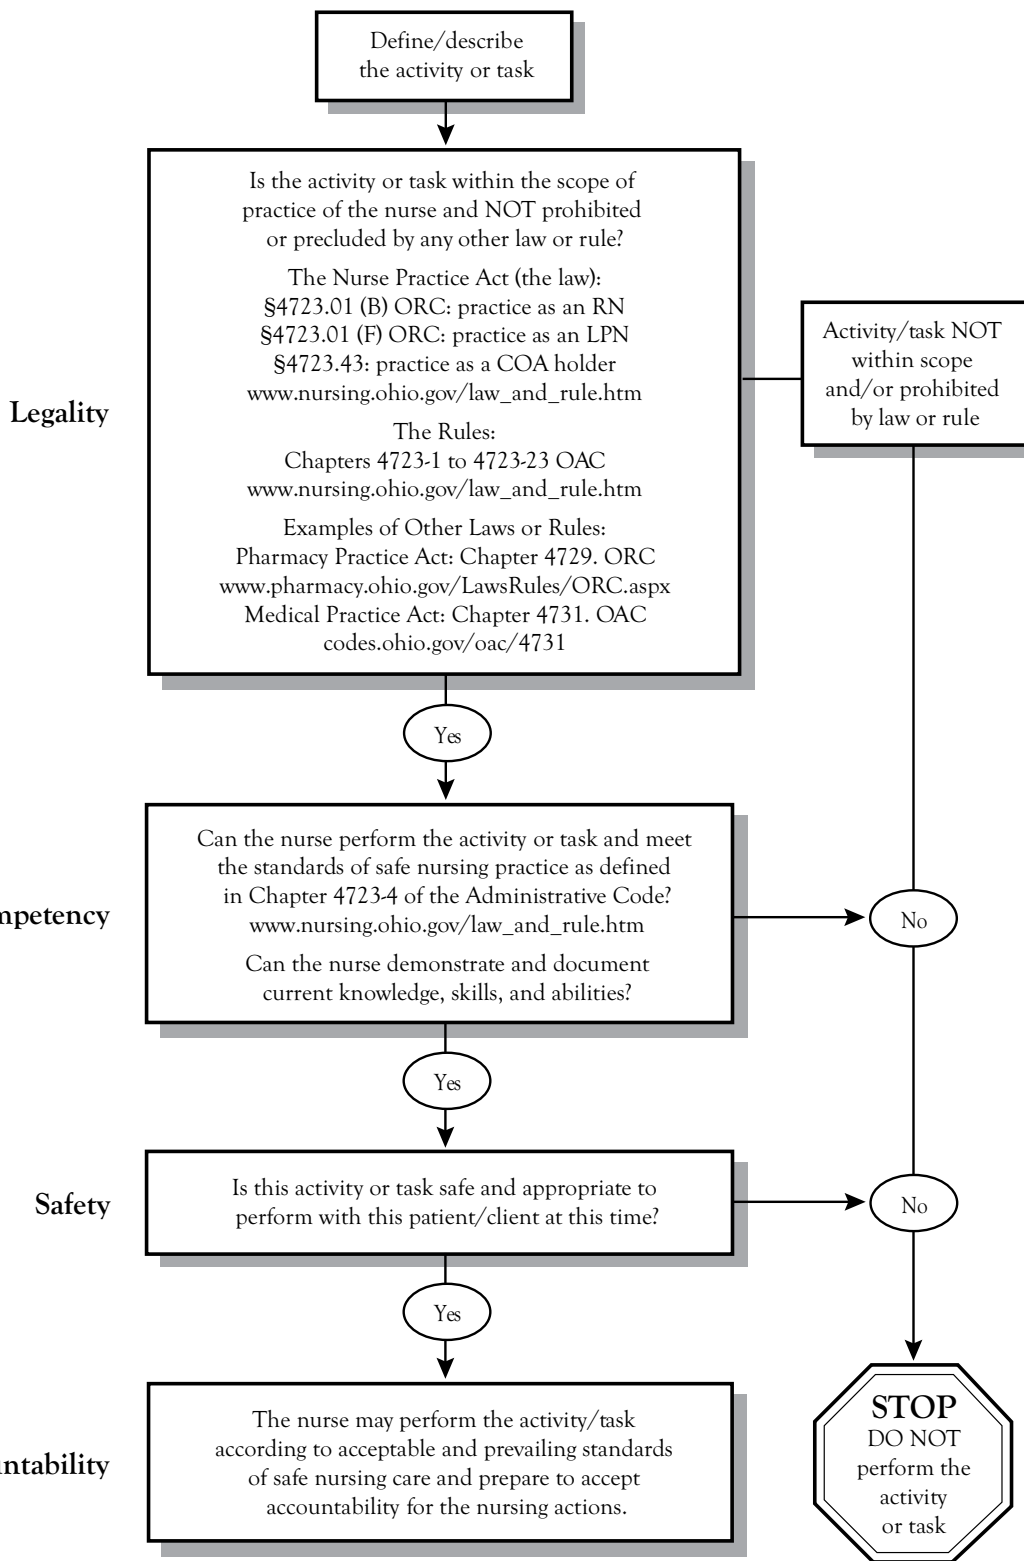 Define/describe
the activity or task
Is the activity or task within the scope of
practice of the nurse and NOT prohibited
or precluded by any other law or rule?
The Nurse Practice Act (the law):
§4723.01 (B) ORC: practice as an RN
§4723.01 (F) ORC: practice as an LPN
§4723.43: practice as a COA holder
www.nursing.ohio.gov/law_and_rule.htm
The Rules:
Chapters 4723-1 to 4723-23 OAC
www.nursing.ohio.gov/law_and_rule.htm
Examples of Other Laws or Rules:
Pharmacy Practice Act: Chapter 4729. ORC
www.pharmacy.ohio.gov/LawsRules/ORC.aspx
Medical Practice Act: Chapter 4731. OAC
codes.ohio.gov/oac/4731
Legality
Activity/task NOT
within scope
and/or prohibited
by law or rule
Yes
Can the nurse perform the activity or task and meet
the standards of safe nursing practice as defined
in Chapter 4723-4 of the Administrative Code?
www.nursing.ohio.gov/law_and_rule.htm
Can the nurse demonstrate and document
current knowledge, skills, and abilities?
mpetency
No
Yes
Safety
Is this activity or task safe and appropriate to
perform with this patient/client at this time?
No
Yes
The nurse may perform the activity/task
according to acceptable and prevailing standards
of safe nursing care and prepare to accept
accountability for the nursing actions.
ntability
STOP
DO NOT
perform the
activity
or task